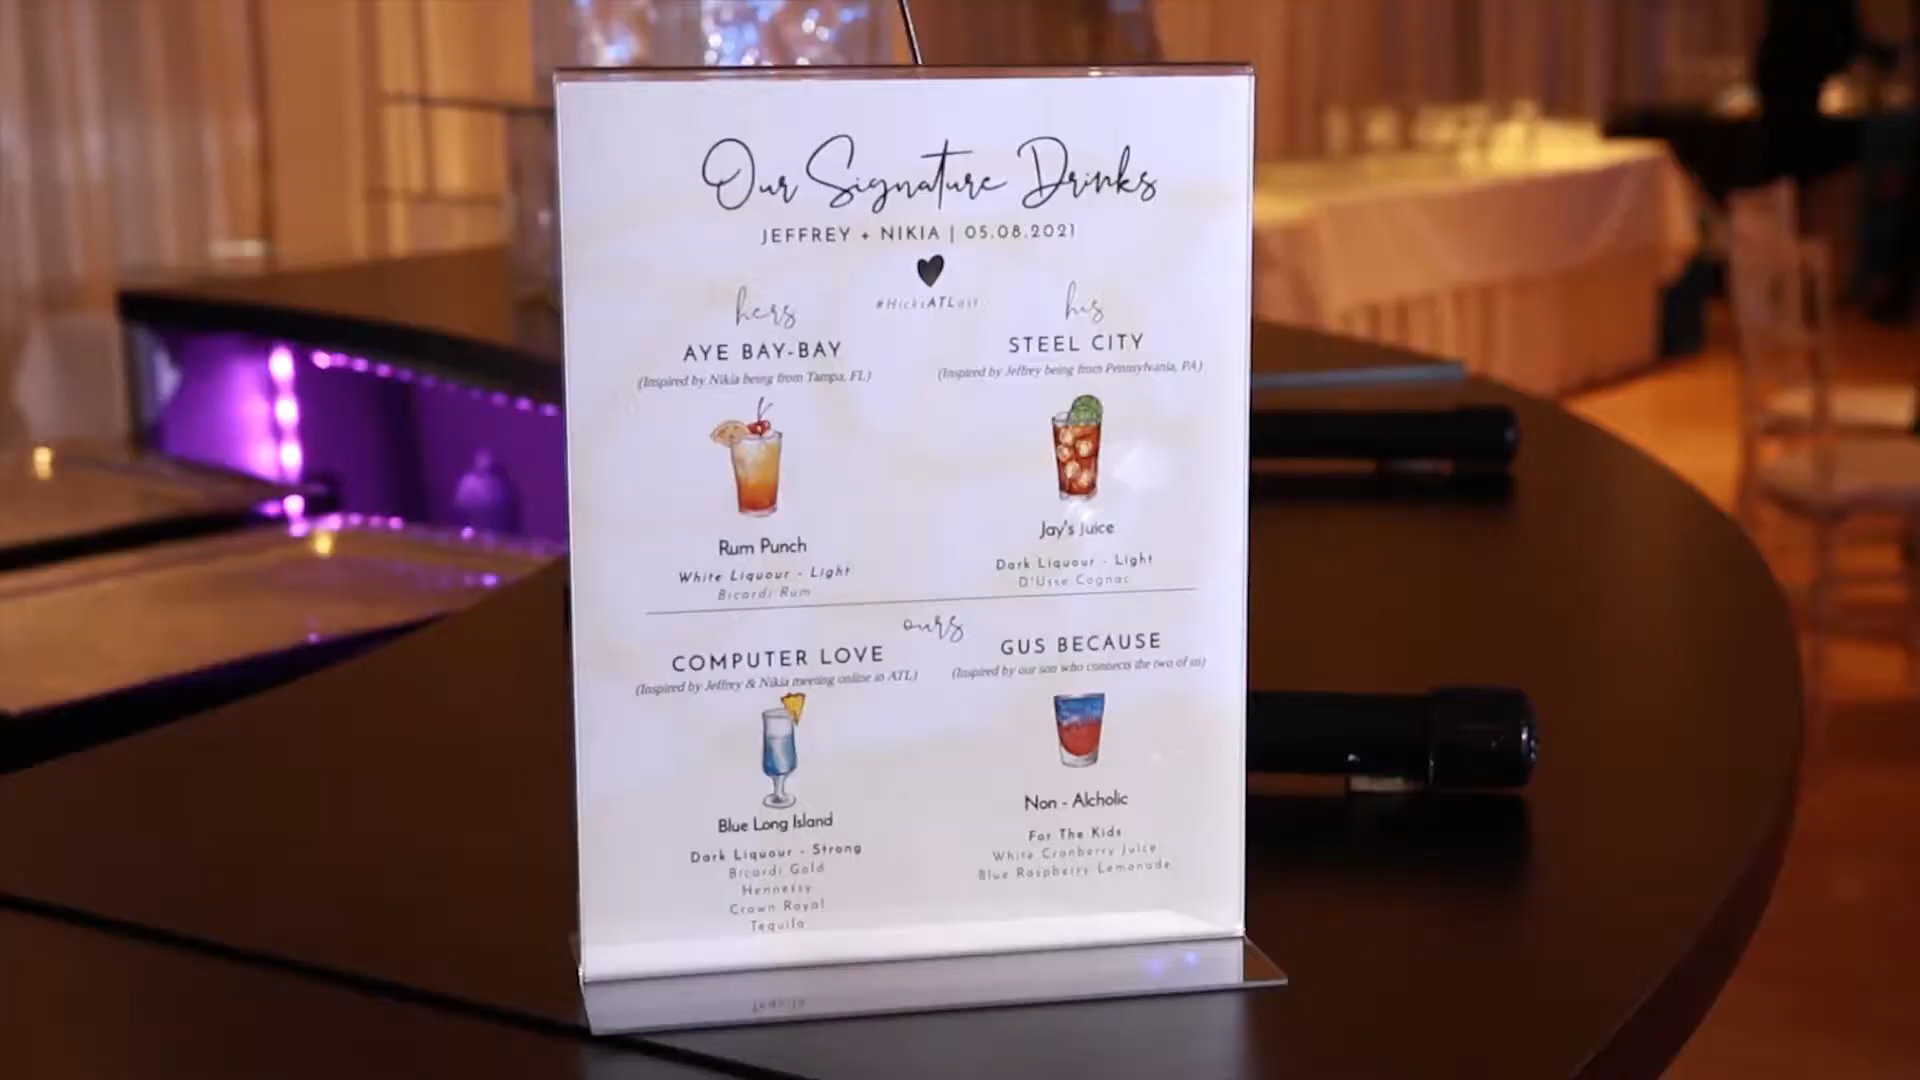 Our Signature Drinks
JEFFREY + NIKIA | 05.08.2021
#HicksATLast
hers
AYE BAY-BAY
(Inspired by Nikia being from Tampa, FL)
Rum Punch
White Liquour - Light
Bicardi Rum
his
STEEL CITY
(Inspired by Jeffrey being from Pennsylvania, PA)
Jay's Juice
Dark Liquour - Light
D'Usse Cognac
ours
COMPUTER LOVE
(Inspired by Jeffrey & Nikia meeting online in ATL)
Blue Long Island
Dark Liquour - Strong
Bicardi Gold
Hennessy
Crown Royal
Tequila
GUS BECAUSE
(Inspired by our son who connects the two of us)
Non - Alcholic
For The Kids
White Cranberry Juice
Blue Raspberry Lemonade